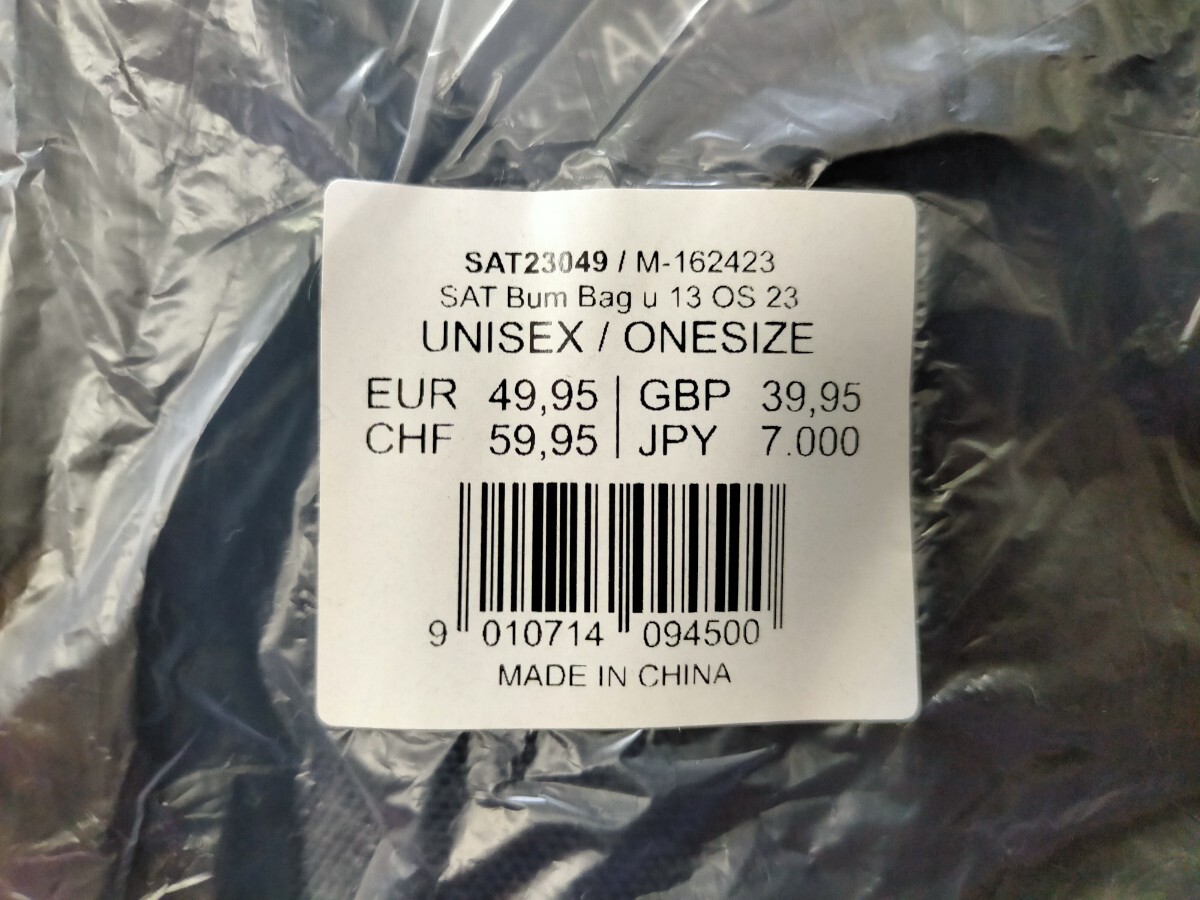 SAT23049 / M-162423
SAT Bum Bag u 13 OS 23
UNISEX / ONESIZE
EUR 49,95 | GBP 39,95
CHF 59,95 | JPY 7.000
9 010714 094500
MADE IN CHINA